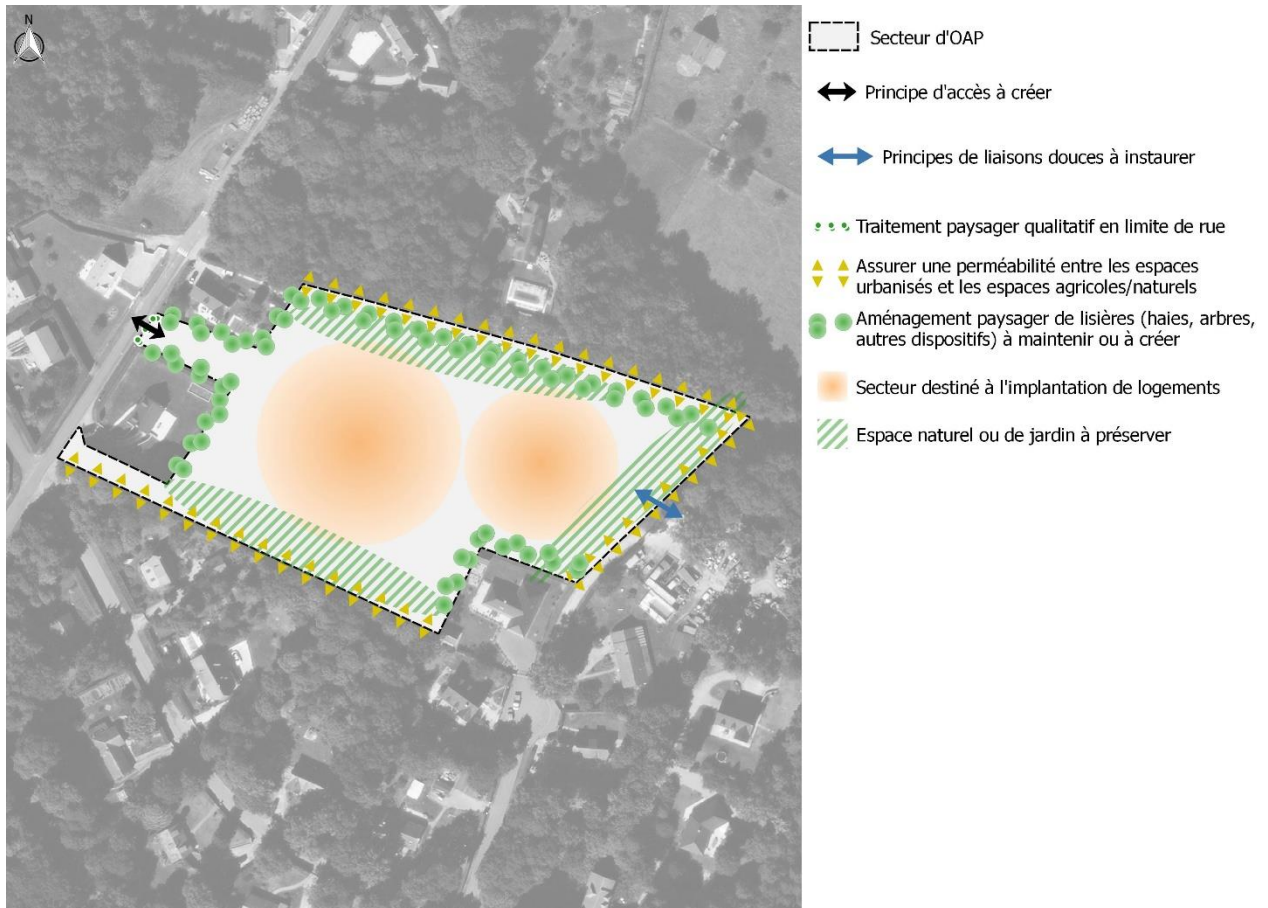 N
Secteur d'OAP
Principe d'accès à créer
Principes de liaisons douces à instaurer
Traitement paysager qualitatif en limite de rue
Assurer une perméabilité entre les espaces
urbanisés et les espaces agricoles/naturels
Aménagement paysager de lisières (haies, arbres,
autres dispositifs) à maintenir ou à créer
Secteur destiné à l'implantation de logements
Espace naturel ou de jardin à préserver